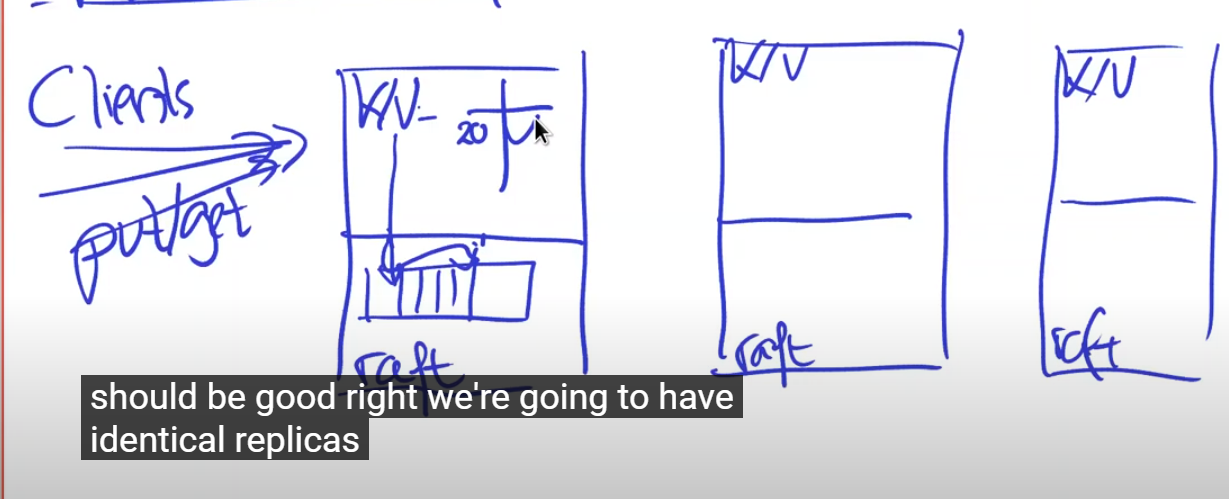 Clients
put/get
K/V
20
raft
K/V
raft
K/V
raft
should be good right we're going to have
identical replicas